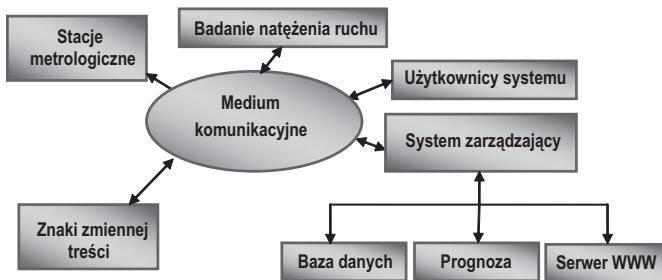 Badanie natężenia ruchu
Stacje
metrologiczne
Użytkownicy systemu
Medium
komunikacyjne
System zarządzający
Znaki zmiennej
treści
Baza danych
Prognoza
Serwer WWW